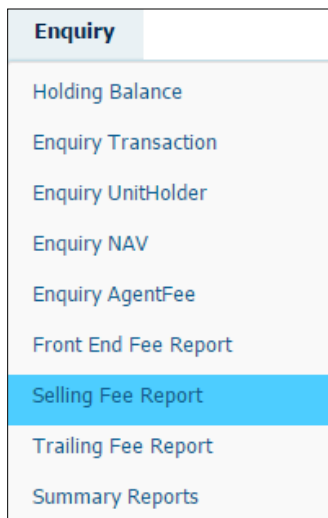 Enquiry
Holding Balance
Enquiry Transaction
Enquiry UnitHolder
Enquiry NAV
Enquiry AgentFee
Front End Fee Report
Selling Fee Report
Trailing Fee Report
Summary Reports